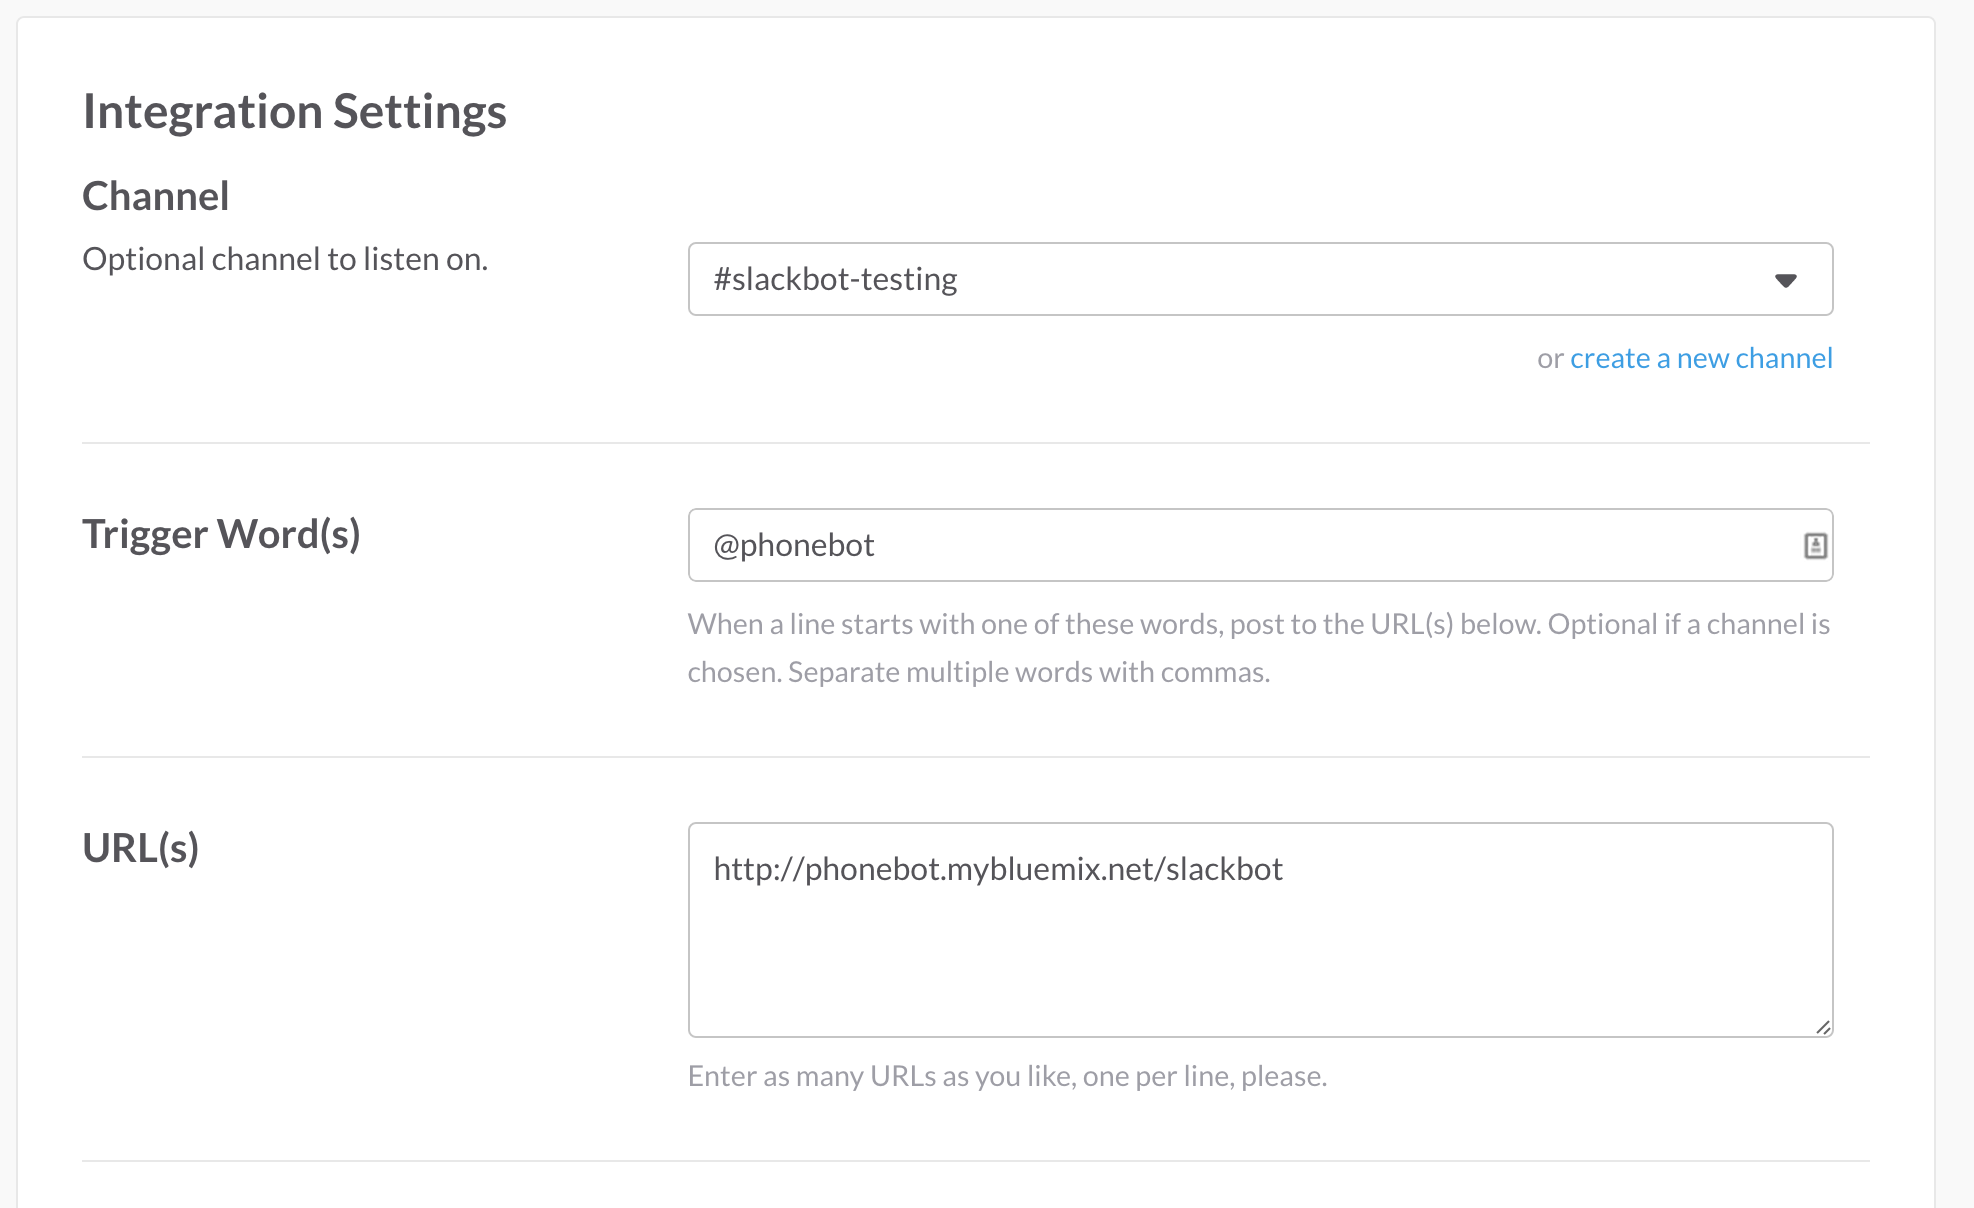 Integration Settings
Channel
Optional channel to listen on.
#slackbot-testing
or create a new channel
Trigger Word(s)
@phonebot
When a line starts with one of these words, post to the URL(s) below. Optional if a channel is
chosen. Separate multiple words with commas.
URL(s)
http://phonebot.mybluemix.net/slackbot
Enter as many URLs as you like, one per line, please.